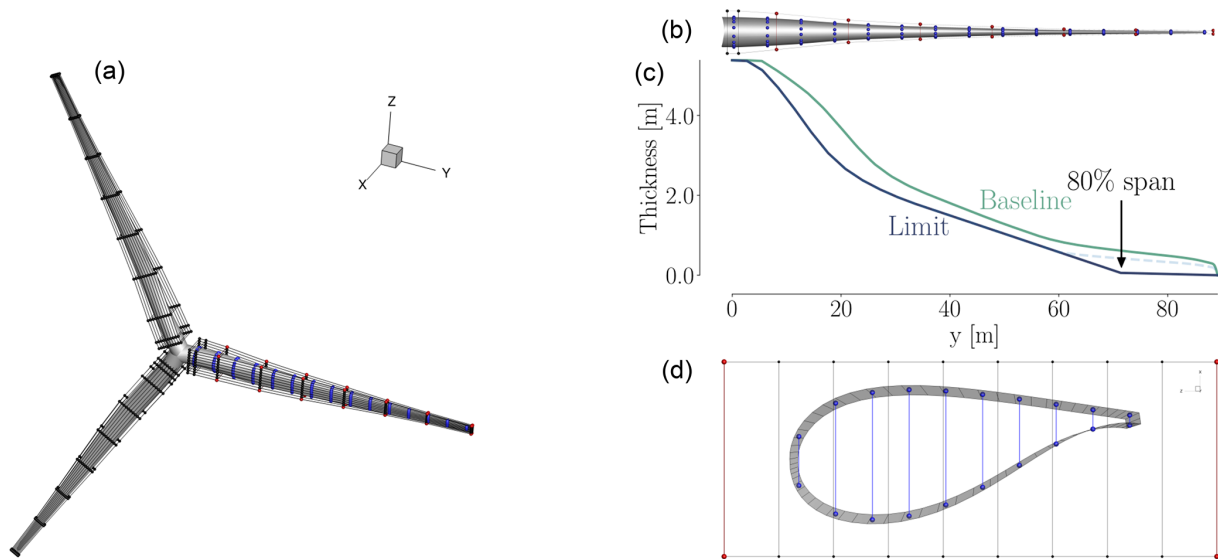 (a)
Z
Y
X
(b)
(c)
Thickness [m]
4.0
2.0
0.0
80% span
Baseline
Limit
0
20
40
60
80
y [m]
(d)